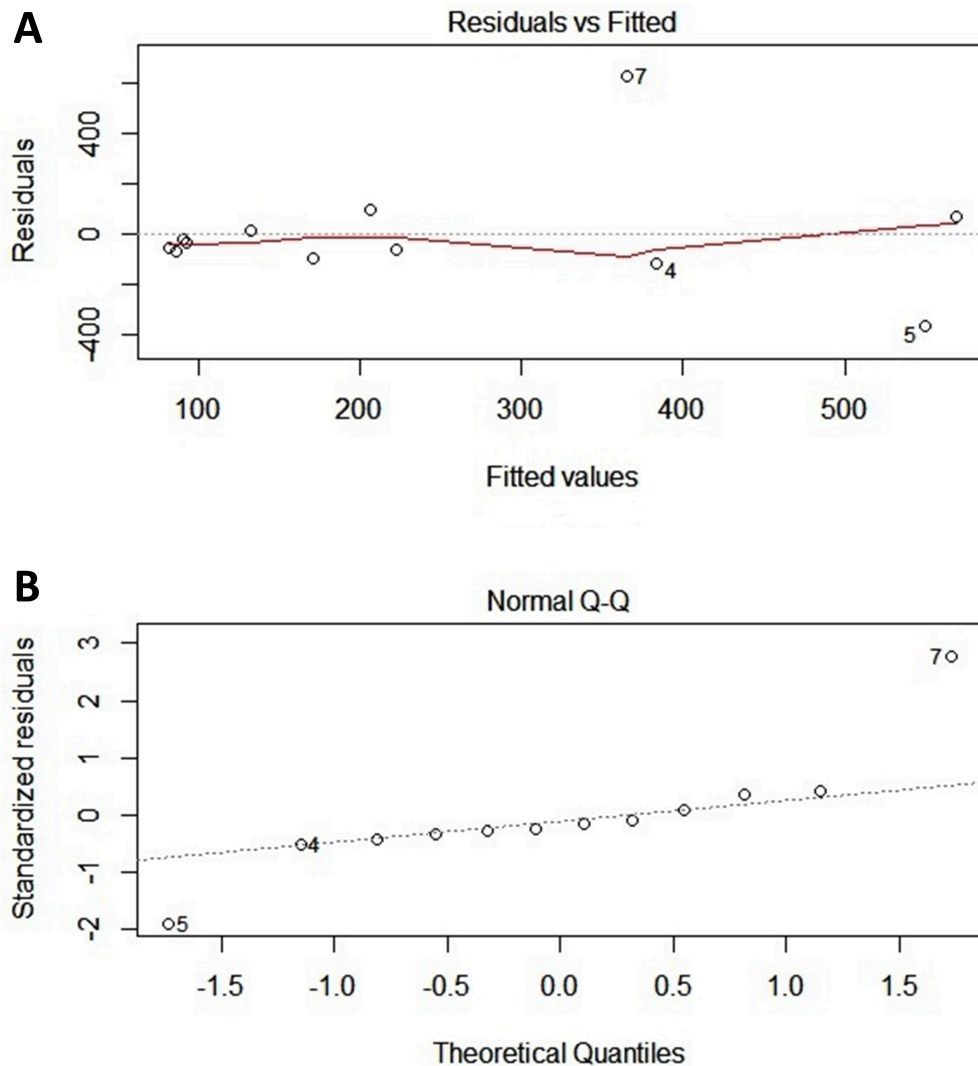 A
Residuals vs Fitted
Residuals
400
0
-400
7
4
5
100 200 300 400 500
Fitted values
B
Normal Q-Q
Standardized residuals
3
2
1
0
-1
-2
7
4
5
-1.5 -1.0 -0.5 0.0 0.5 1.0 1.5
Theoretical Quantiles